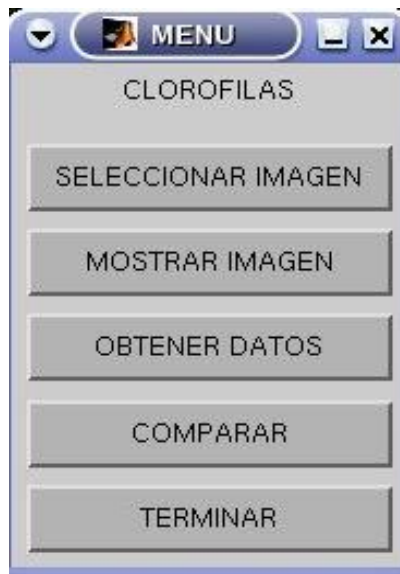 MENU
CLOROFILAS
SELECCIONAR IMAGEN
MOSTRAR IMAGEN
OBTENER DATOS
COMPARAR
TERMINAR